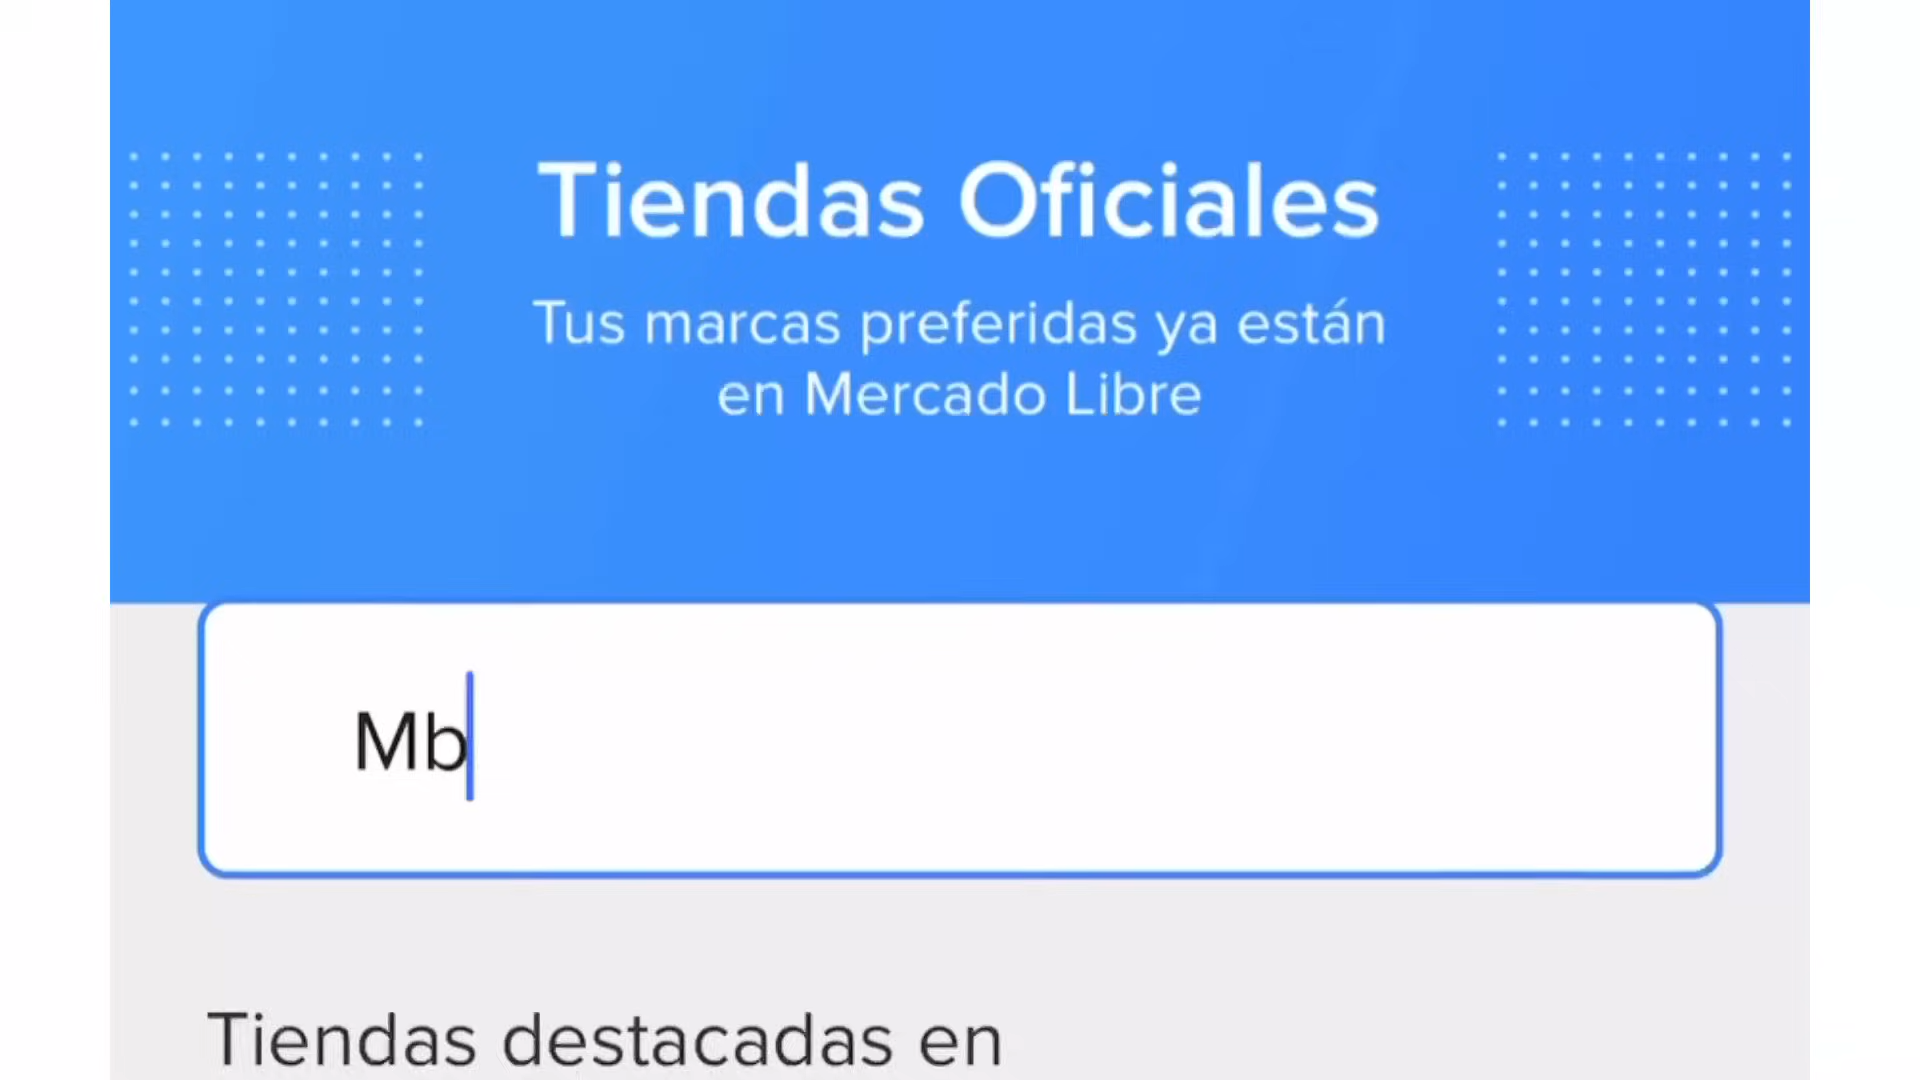 Tiendas Oficiales
Tus marcas preferidas ya están
en Mercado Libre
Mb
Tiendas destacadas en